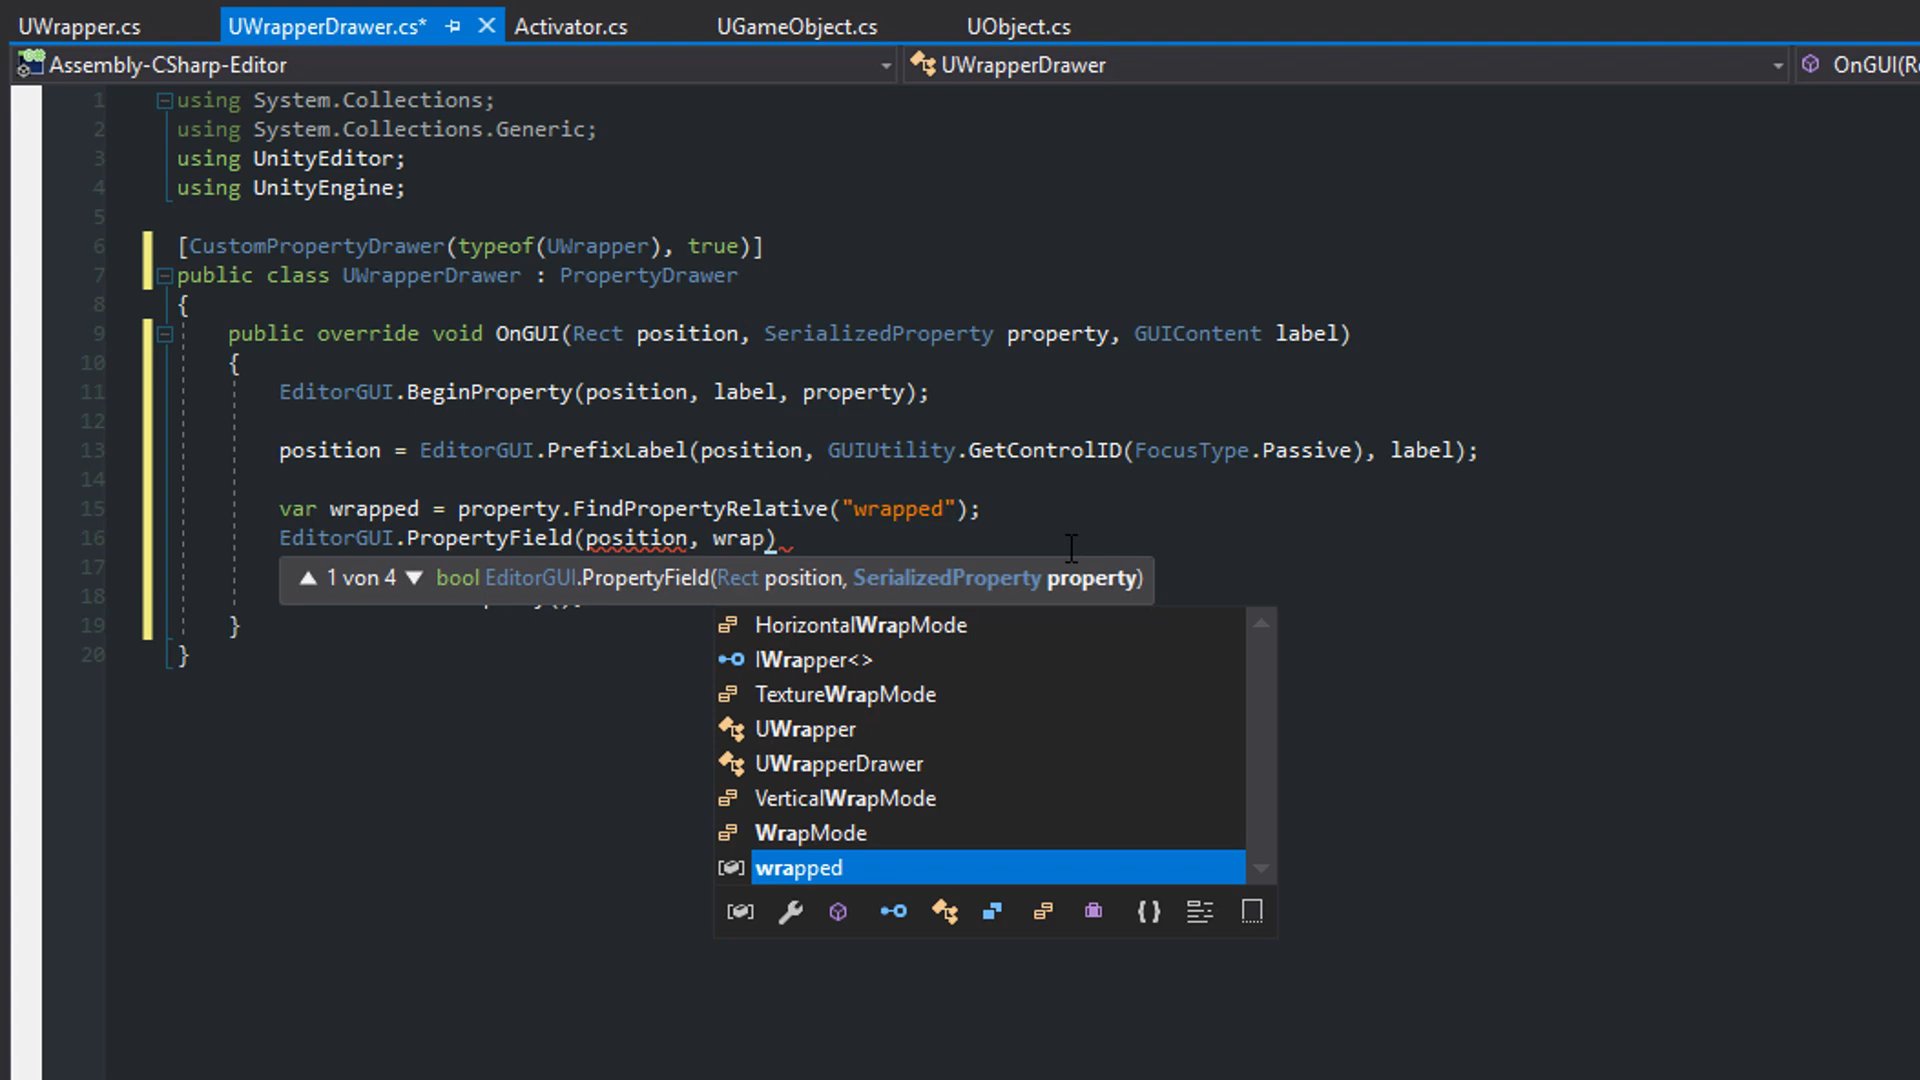 UWrapper.cs UWrapperDrawer.cs* Activator.cs UGameObject.cs UObject.cs
Assembly-CSharp-Editor UWrapperDrawer OnGUI(R
1 using System.Collections;
2 using System.Collections.Generic;
3 using UnityEditor;
4 using UnityEngine;
5
6 [CustomPropertyDrawer(typeof(UWrapper), true)]
7 public class UWrapperDrawer : PropertyDrawer
8 {
9 public override void OnGUI(Rect position, SerializedProperty property, GUIContent label)
10 {
11 EditorGUI.BeginProperty(position, label, property);
12
13 position = EditorGUI.PrefixLabel(position, GUIUtility.GetControlID(FocusType.Passive), label);
14
15 var wrapped = property.FindPropertyRelative("wrapped");
16 EditorGUI.PropertyField(position, wrap)
17 ▲ 1 von 4 ▼ bool EditorGUI.PropertyField(Rect position, SerializedProperty property)
18
19 }
20 }
HorizontalWrapMode
IWrapper<>
TextureWrapMode
UWrapper
UWrapperDrawer
VerticalWrapMode
WrapMode
wrapped